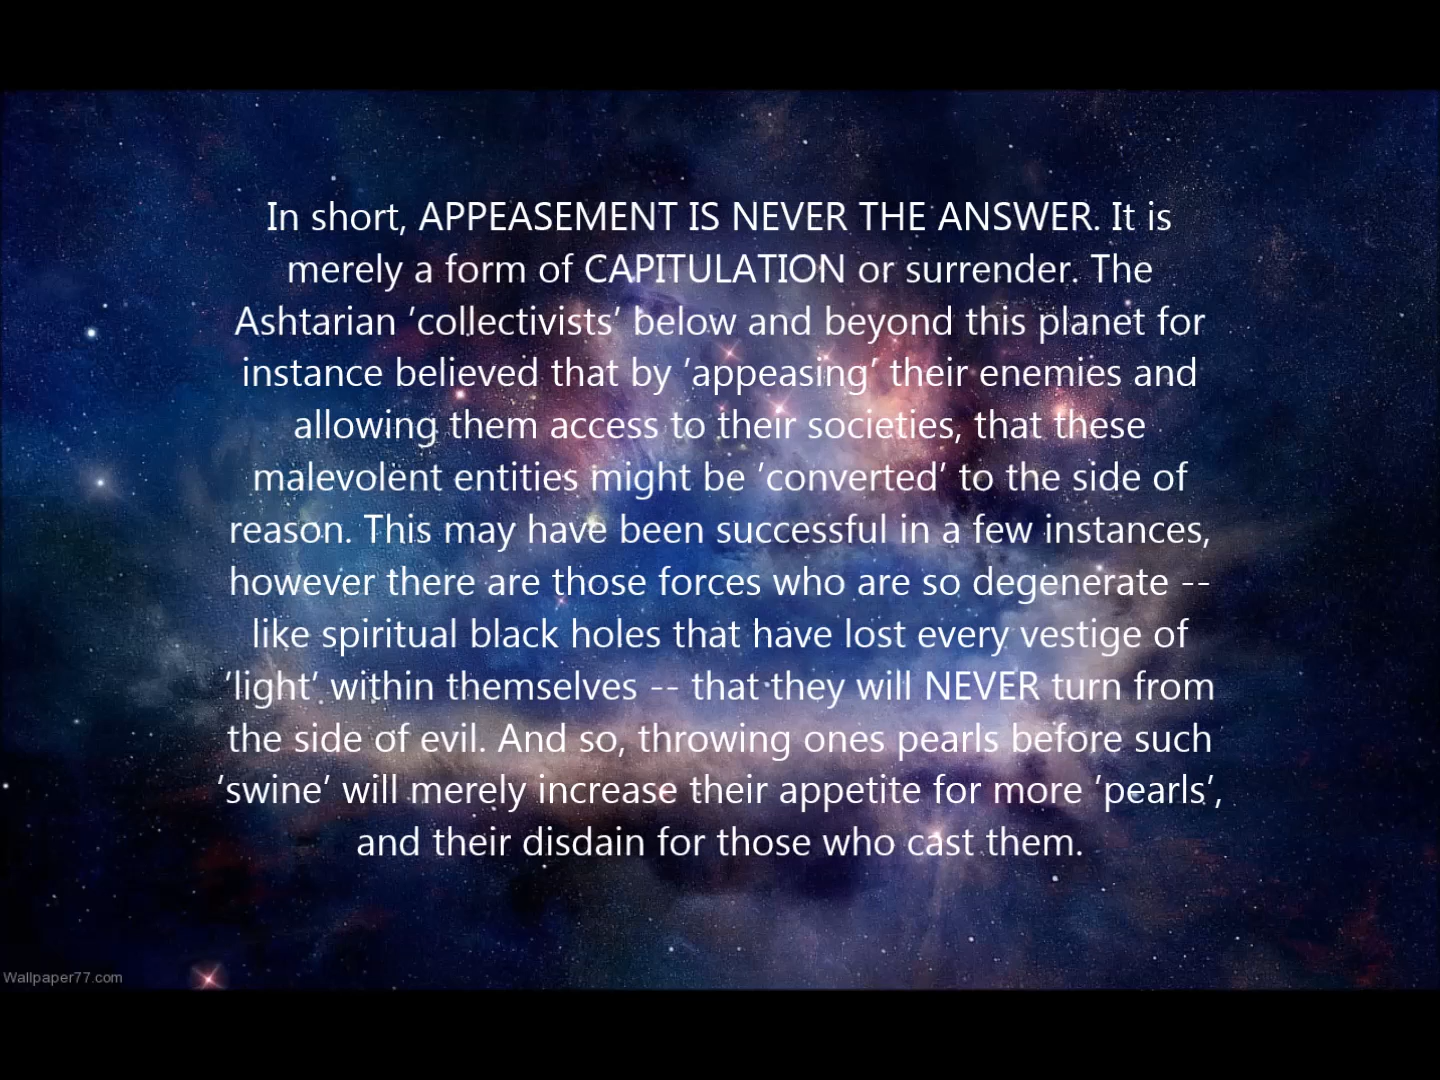 In short, APPEASEMENT IS NEVER THE ANSWER. It is
merely a form of CAPITULATION or surrender. The
Ashtarian ‘collectivists’ below and beyond this planet for
instance believed that by ‘appeasing’ their enemies and
allowing them access to their societies, that these
malevolent entities might be ‘converted’ to the side of
reason. This may have been successful in a few instances,
however there are those forces who are so degenerate --
like spiritual black holes that have lost every vestige of
‘light’ within themselves -- that they will NEVER turn from
the side of evil. And so, throwing ones pearls before such
‘swine’ will merely increase their appetite for more ‘pearls’,
and their disdain for those who cast them.
Wallpaper77.com